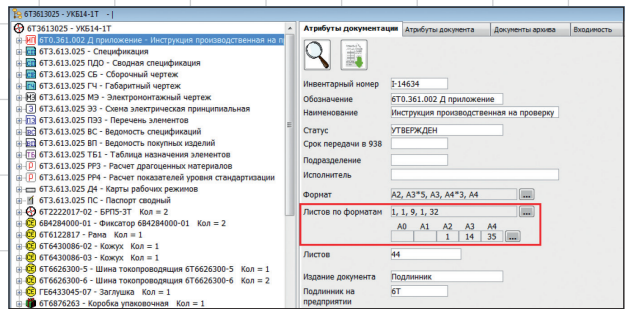 6Т3613025 - УКБ14-1Т - |
6Т3613025 - УКБ14-1Т
6Т0.361.002 Д приложение - Инструкция производственная на п
6Т3.613.025 - Спецификация
6Т3.613.025 ПДО - Сводная спецификация
6Т3.613.025 СБ - Сборочный чертеж
6Т3.613.025 ГЧ - Габаритный чертеж
6Т3.613.025 МЭ - Электромонтажный чертеж
6Т3.613.025 Э3 - Схема электрическая принципиальная
6Т3.613.025 ПЭ3 - Перечень элементов
6Т3.613.025 ВС - Ведомость спецификаций
6Т3.613.025 ВП - Ведомость покупных изделий
6Т3.613.025 ТБ1 - Таблица назначения элементов
6Т3.613.025 РР3 - Расчет драгоценных материалов
6Т3.613.025 РР4 - Расчет показателей уровня стандартизации
6Т3.613.025 Д4 - Карты рабочих режимов
6Т3.613.025 ПС - Паспорт сводный
6Т2222017-02 - БРП5-3Т Кол = 2
6В4284000-01 - Фиксатор 6В4284000-01 Кол = 2
6Т6122817 - Рама Кол = 1
6Т6430086-02 - Кожух Кол = 1
6Т6430086-03 - Кожух Кол = 1
6Т6626300-5 - Шина токопроводящия 6Т6626300-5 Кол = 1
6Т6626300-6 - Шина токопроводящия 6Т6626300-6 Кол = 2
ГЕ6433045-07 - Заглушка Кол = 1
6Т6876263 - Коробка упаковочная Кол = 1
Атрибуты документации Атрибуты документа Документы архива Входимость
Инвентарный номер I-14634
Обозначение 6Т0.361.002 Д приложение
Наименование Инструкция производственная на проверку
Статус УТВЕРЖДЕН
Срок передачи в 938
Подразделение
Исполнитель
Формат А2, А3*5, А3, А4*3, А4 ...
Листов по форматам 1, 1, 9, 1, 32 ...
А0 А1 А2 А3 А4
1 14 35 ...
Листов 44
Издание документа Подлинник
Подлинник на 6Т
предприятии